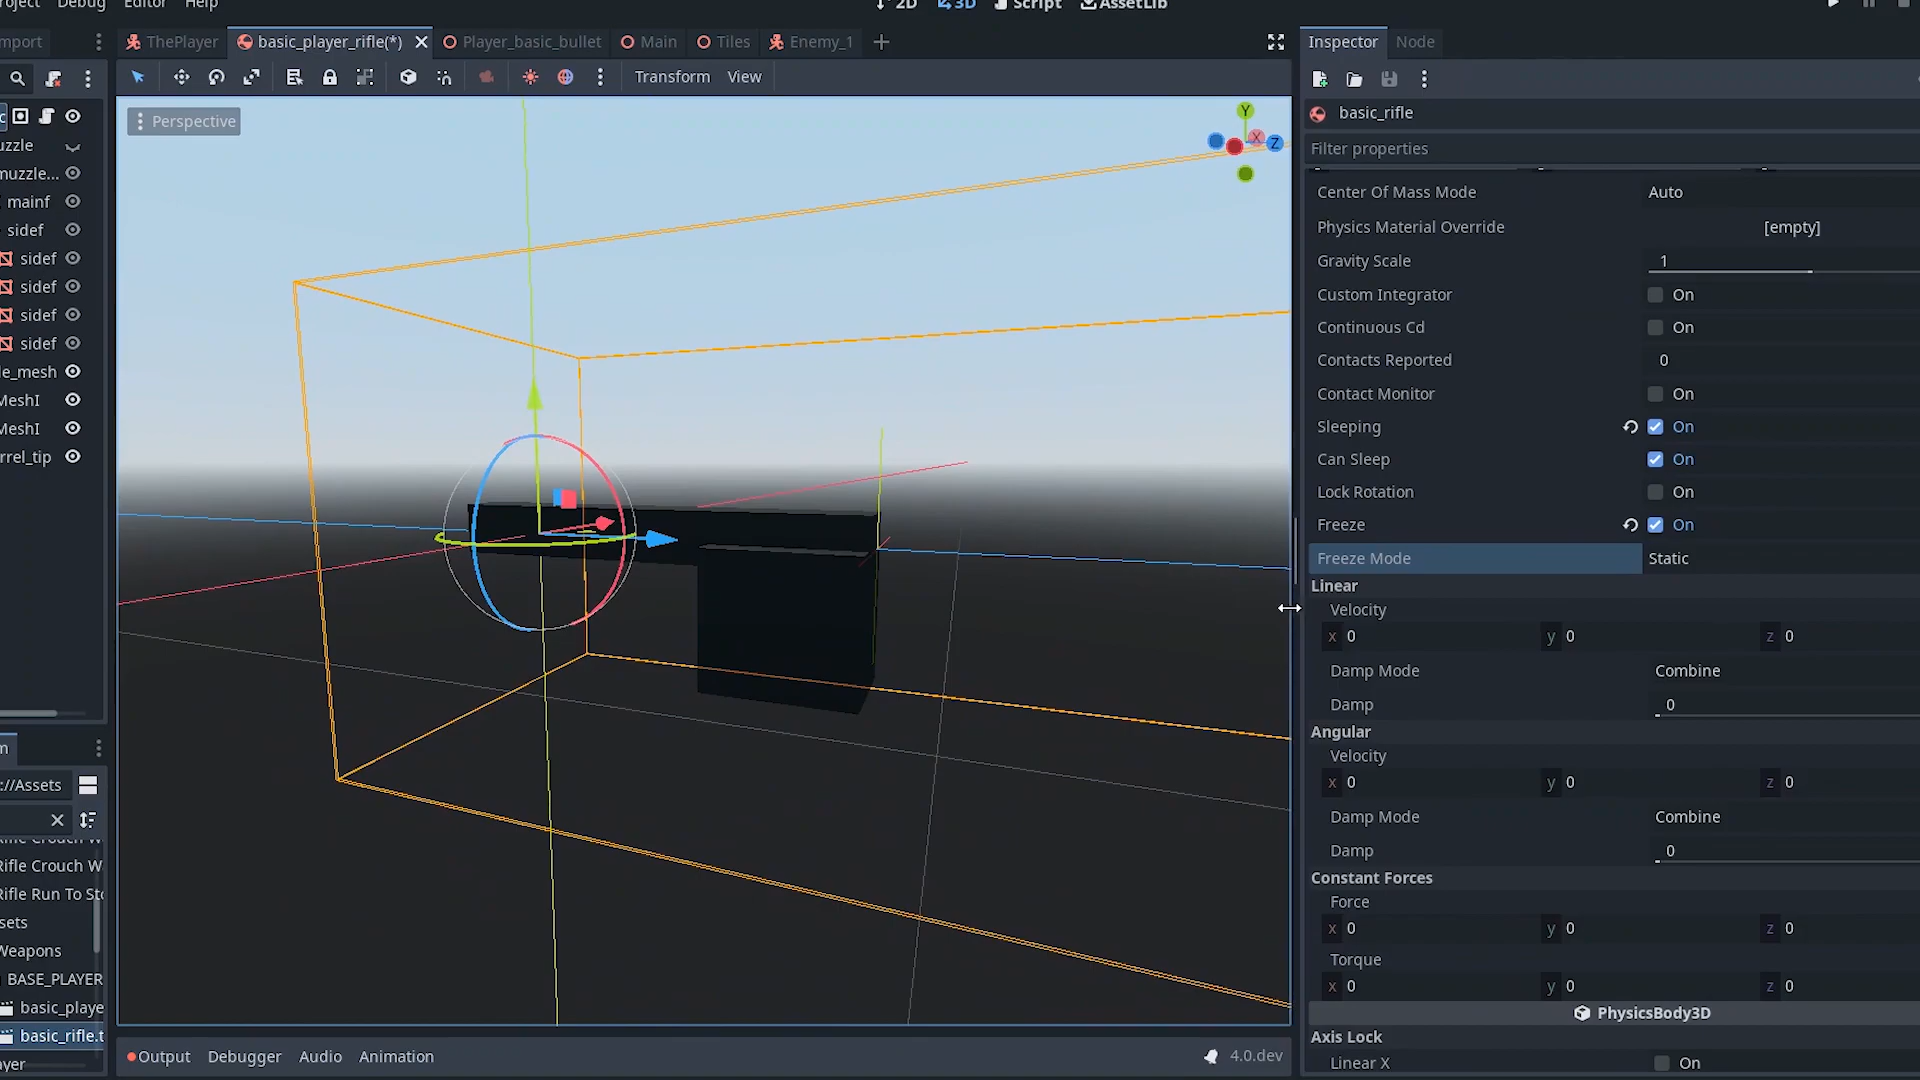 Project Debug Editor Help
2D 3D Script AssetLib
mport
ThePlayer basic_player_rifle(*) Player_basic_bullet Main Tiles Enemy_1
Inspector Node
Transform View
Perspective
Y
X
Z
basic_rifle
Filter properties
uzzle
muzzle...
mainf
sidef
sidef
sidef
sidef
sidef
le_mesh
MeshI
MeshI
rrel_tip
m
://Assets
Rifle Crouch W
Rifle Crouch W
Rifle Run To Sto
sets
Weapons
BASE_PLAYER
basic_playe
basic_rifle.t
ayer
Center Of Mass Mode Auto
Physics Material Override [empty]
Gravity Scale 1
Custom Integrator On
Continuous Cd On
Contacts Reported 0
Contact Monitor On
Sleeping On
Can Sleep On
Lock Rotation On
Freeze On
Freeze Mode Static
Linear
Velocity
x 0 y 0 z 0
Damp Mode Combine
Damp 0
Angular
Velocity
x 0 y 0 z 0
Damp Mode Combine
Damp 0
Constant Forces
Force
x 0 y 0 z 0
Torque
x 0 y 0 z 0
PhysicsBody3D
Axis Lock
Linear X On
Output Debugger Audio Animation 4.0.dev